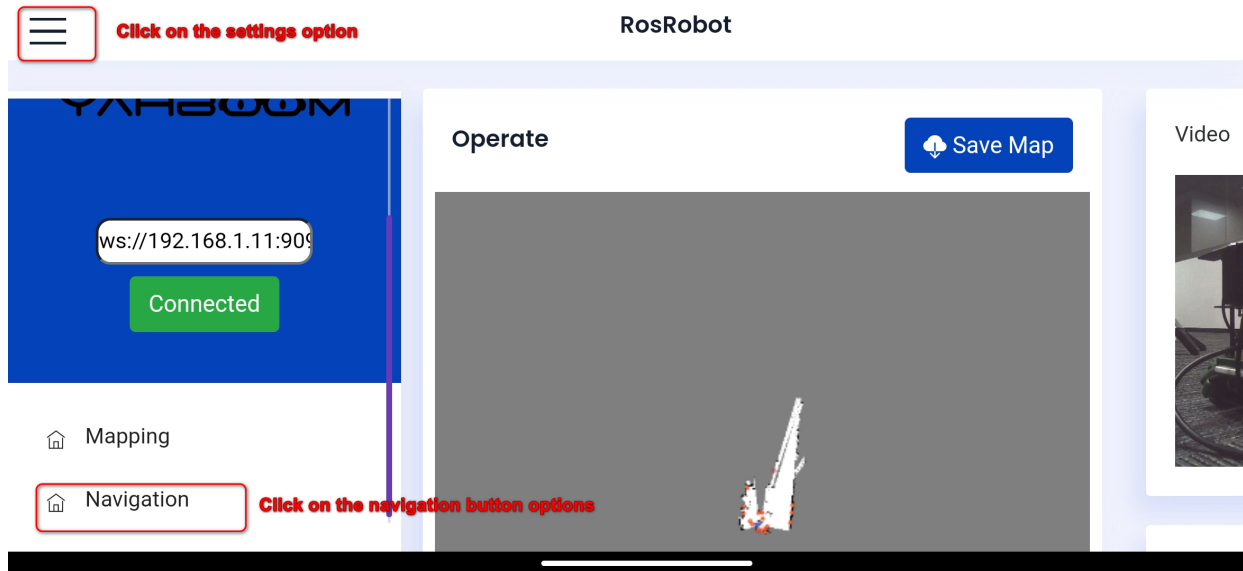 Click on the settings option
RosRobot
YAHBOOM
ws://192.168.1.11:909
Connected
Operate
Save Map
Video
Mapping
Navigation
Click on the navigation button options